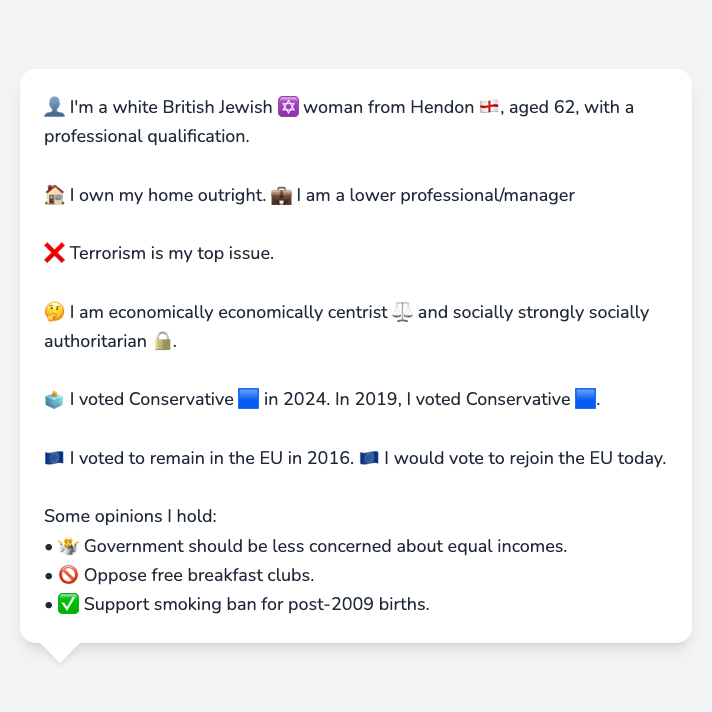 👤 I'm a white British Jewish ✡️ woman from Hendon 🏴󠁧󠁢󠁥󠁮󠁧󠁿, aged 62, with a
professional qualification.
🏠 I own my home outright. 💼 I am a lower professional/manager
❌ Terrorism is my top issue.
🤔 I am economically economically centrist ⚖️ and socially strongly socially
authoritarian 🔒.
🗳️ I voted Conservative 🟦 in 2024. In 2019, I voted Conservative 🟦.
🇪🇺 I voted to remain in the EU in 2016. 🇪🇺 I would vote to rejoin the EU today.
Some opinions I hold:
• 🤷 Government should be less concerned about equal incomes.
• 🚫 Oppose free breakfast clubs.
• ✅ Support smoking ban for post-2009 births.